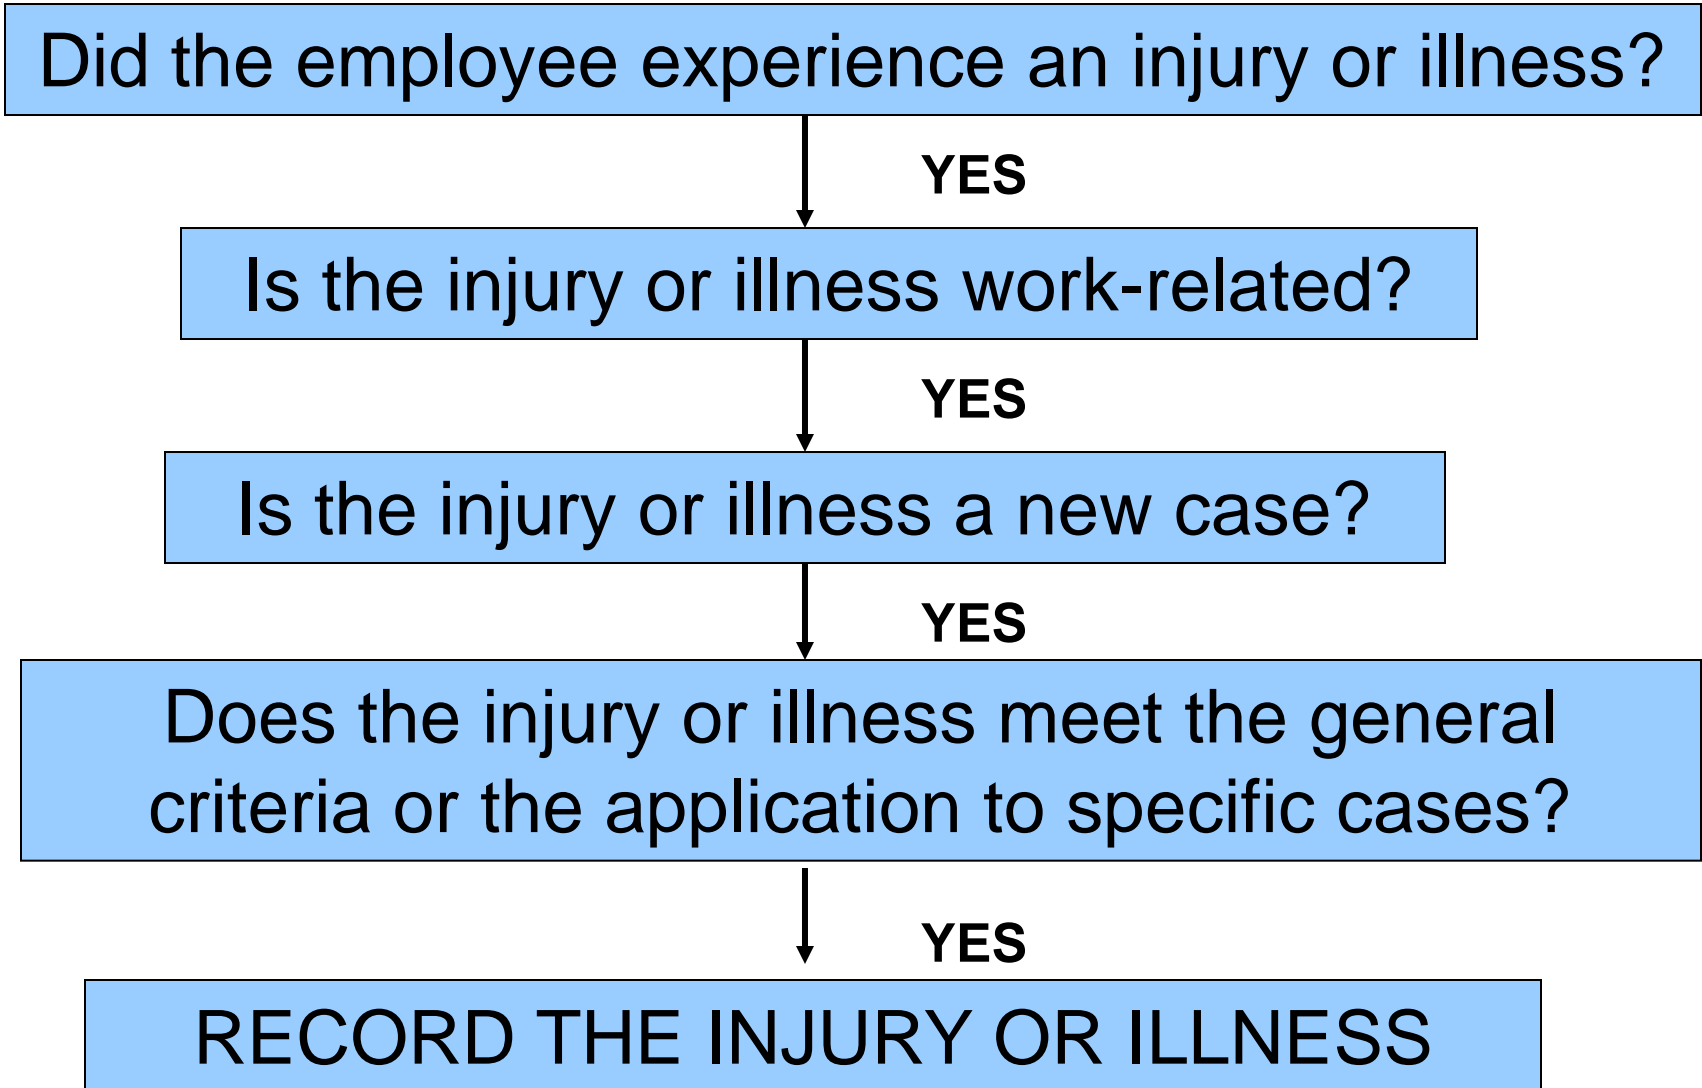 Did the employee experience an injury or illness?
YES
Is the injury or illness work-related?
YES
Is the injury or illness a new case?
YES
Does the injury or illness meet the general
criteria or the application to specific cases?
YES
RECORD THE INJURY OR ILLNESS